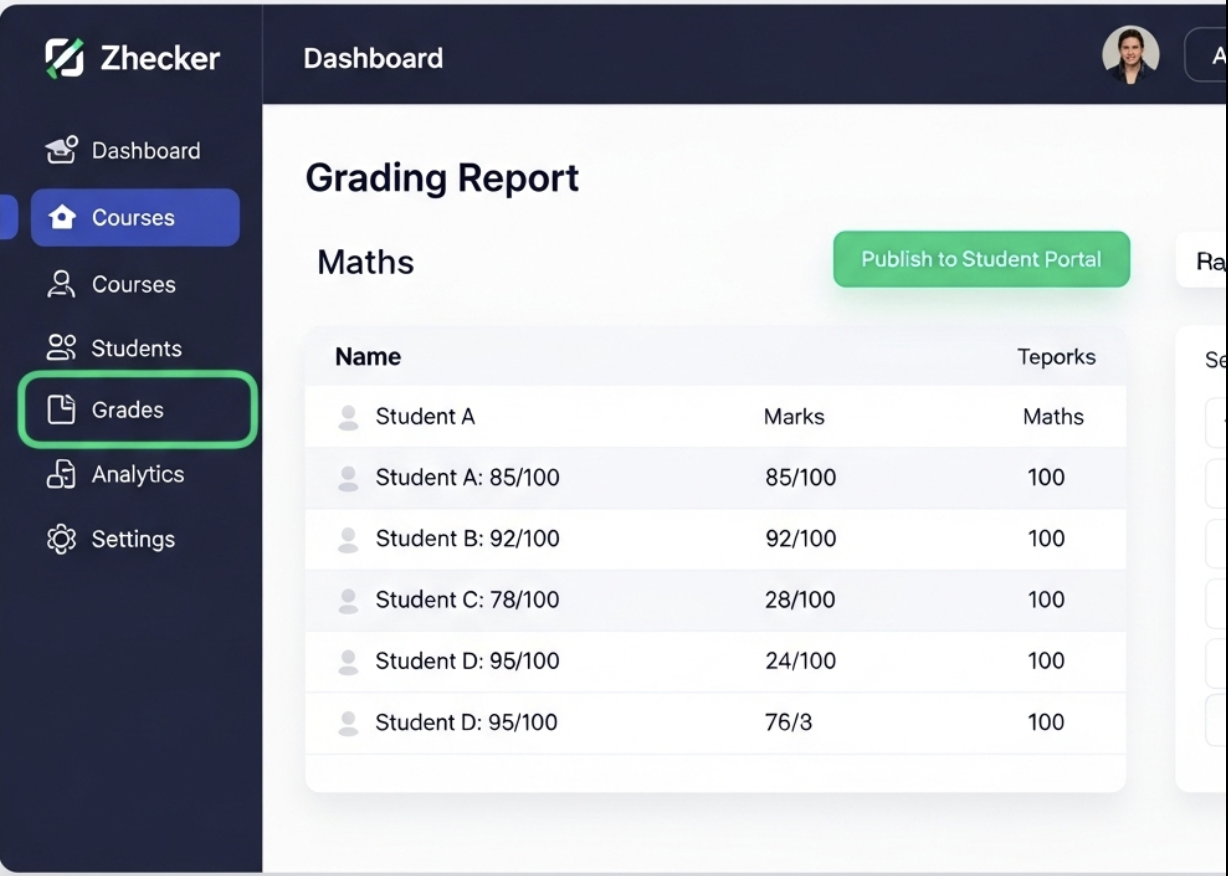 Zhecker
Dashboard
A
Dashboard
Courses
Courses
Students
Grades
Analytics
Settings
Grading Report
Maths
Publish to Student Portal
Ra
Name Teporks
Se
Student A Marks Maths
Student A: 85/100 85/100 100
Student B: 92/100 92/100 100
Student C: 78/100 28/100 100
Student D: 95/100 24/100 100
Student D: 95/100 76/3 100